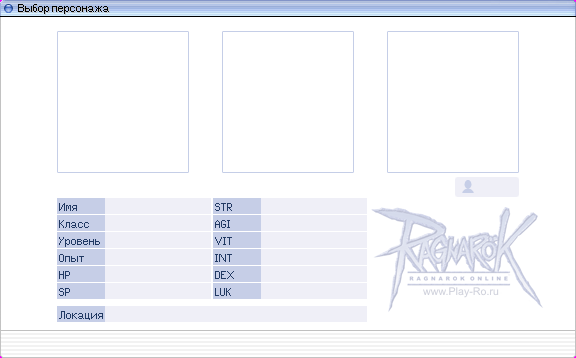 Выбор персонажа
Имя STR
Класс AGI
Уровень VIT
Опыт INT
HP DEX
SP LUK
Локация
RAGNAROK
RAGNAROK ONLINE
www.Play-Ro.ru